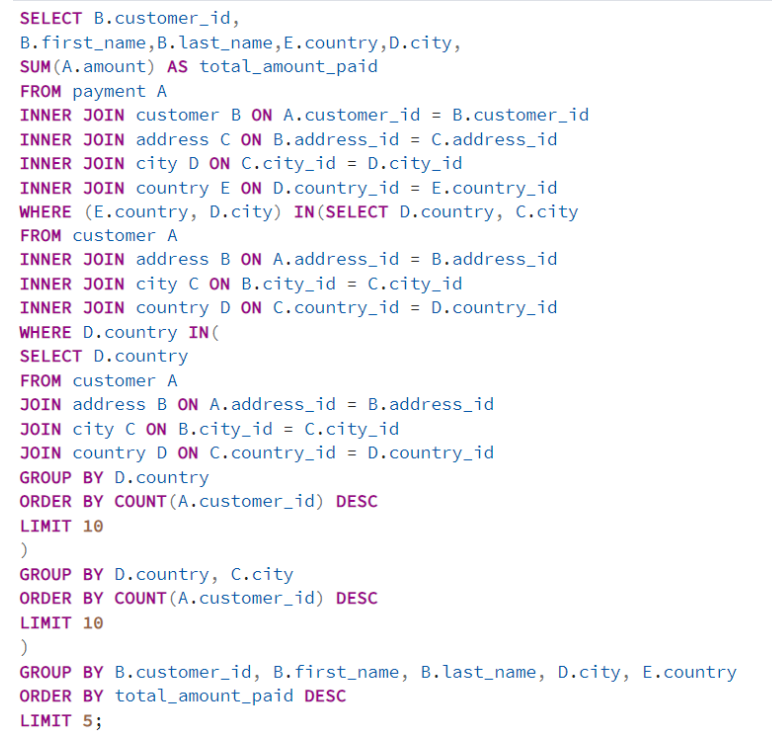 SELECT B.customer_id,
B.first_name,B.last_name,E.country,D.city,
SUM(A.amount) AS total_amount_paid
FROM payment A
INNER JOIN customer B ON A.customer_id = B.customer_id
INNER JOIN address C ON B.address_id = C.address_id
INNER JOIN city D ON C.city_id = D.city_id
INNER JOIN country E ON D.country_id = E.country_id
WHERE (E.country, D.city) IN(SELECT D.country, C.city
FROM customer A
INNER JOIN address B ON A.address_id = B.address_id
INNER JOIN city C ON B.city_id = C.city_id
INNER JOIN country D ON C.country_id = D.country_id
WHERE D.country IN(
SELECT D.country
FROM customer A
JOIN address B ON A.address_id = B.address_id
JOIN city C ON B.city_id = C.city_id
JOIN country D ON C.country_id = D.country_id
GROUP BY D.country
ORDER BY COUNT(A.customer_id) DESC
LIMIT 10
)
GROUP BY D.country, C.city
ORDER BY COUNT(A.customer_id) DESC
LIMIT 10
)
GROUP BY B.customer_id, B.first_name, B.last_name, D.city, E.country
ORDER BY total_amount_paid DESC
LIMIT 5;